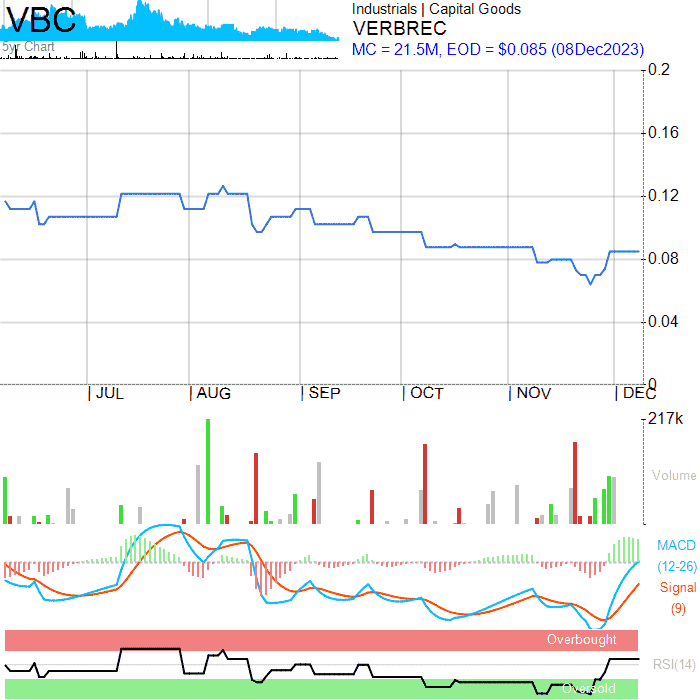 VBC
5yr Chart
Industrials | Capital Goods
VERBREC
MC = 21.5M, EOD = $0.085 (08Dec2023)
0.2
0.16
0.12
0.08
0.04
0
JUL
AUG
SEP
OCT
NOV
DEC
217k
Volume
MACD
(12-26)
Signal
(9)
Overbought
RSI(14)
Oversold